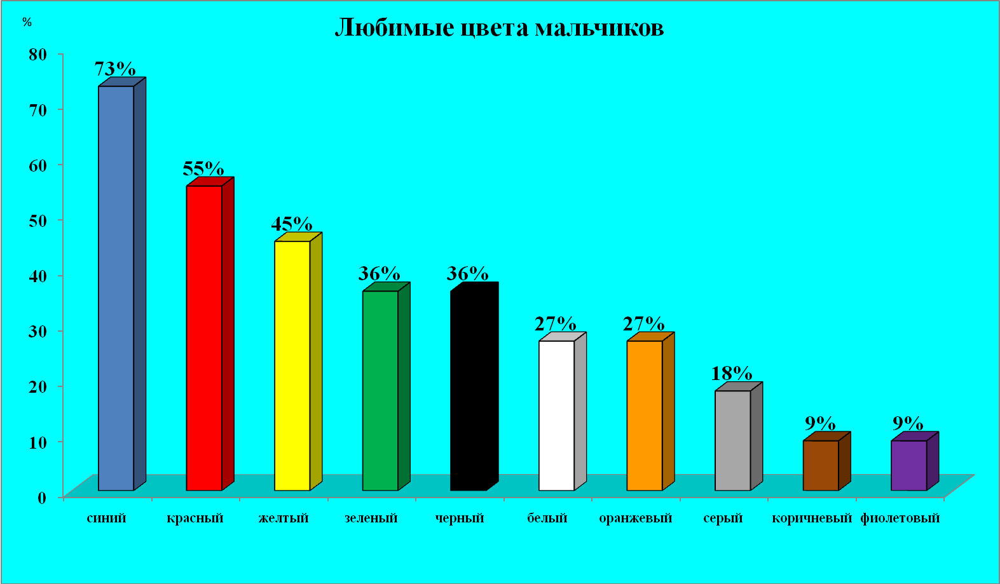 %
Любимые цвета мальчиков
80
70
60
50
40
30
20
10
0
73%
55%
45%
36%
36%
27%
27%
18%
9%
9%
синий
красный
желтый
зеленый
черный
белый
оранжевый
серый
коричневый
фиолетовый